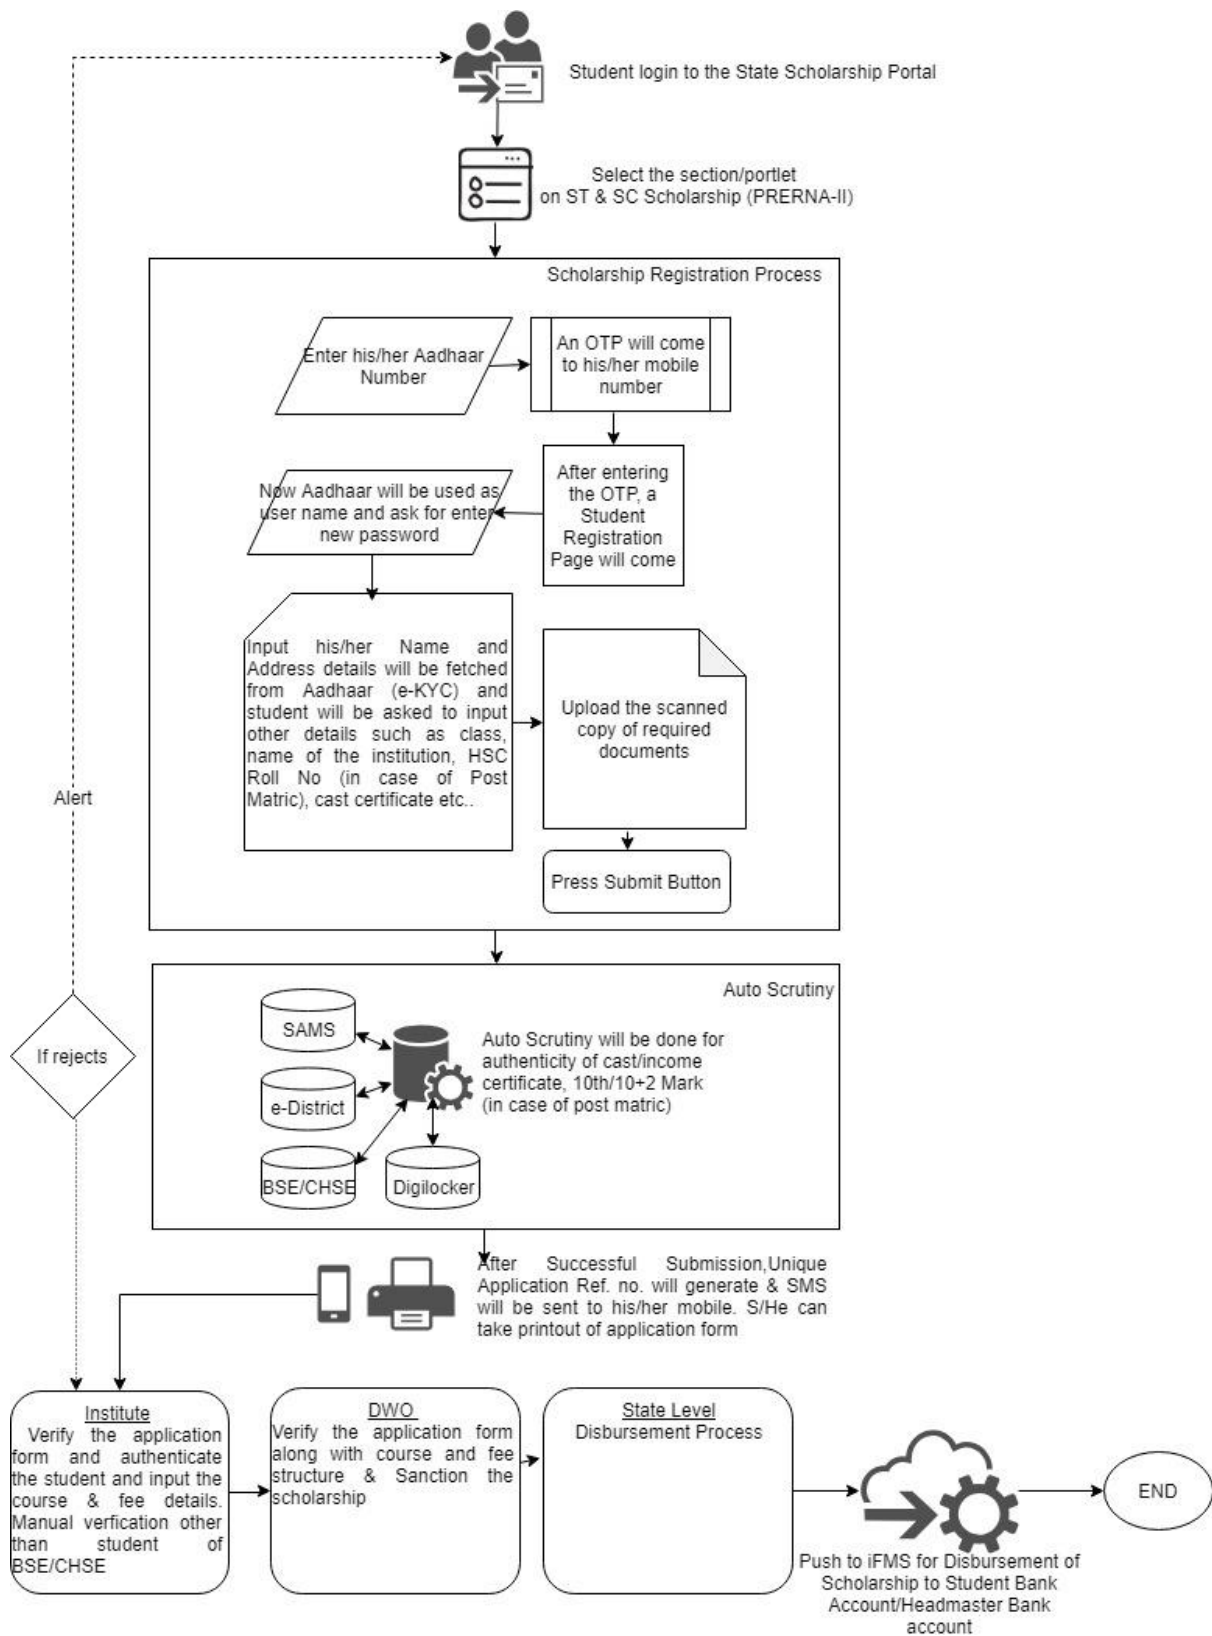 Student login to the State Scholarship Portal
Select the section/portlet
on ST & SC Scholarship (PRERNA-II)
Scholarship Registration Process
Enter his/her Aadhaar
Number
An OTP will come
to his/her mobile
number
After entering
the OTP, a
Student
Registration
Page will come
Now Aadhaar will be used as
user name and ask for enter
new password
Input his/her Name and
Address details will be fetched
from Aadhaar (e-KYC) and
student will be asked to input
other details such as class,
name of the institution, HSC
Roll No (in case of Post
Matric), cast certificate etc..
Upload the scanned
copy of required
documents
Press Submit Button
Alert
If rejects
Auto Scrutiny
SAMS
e-District
BSE/CHSE
Digilocker
Auto Scrutiny will be done for
authenticity of cast/income
certificate, 10th/10+2 Mark
(in case of post matric)
After Successful Submission,Unique
Application Ref. no. will generate & SMS
will be sent to his/her mobile. S/He can
take printout of application form
Institute
Verify the application
form and authenticate
the student and input the
course & fee details.
Manual verfication other
than student of
BSE/CHSE
DWO
Verify the application form
along with course and fee
structure & Sanction the
scholarship
State Level
Disbursement Process
Push to iFMS for Disbursement of
Scholarship to Student Bank
Account/Headmaster Bank
account
END